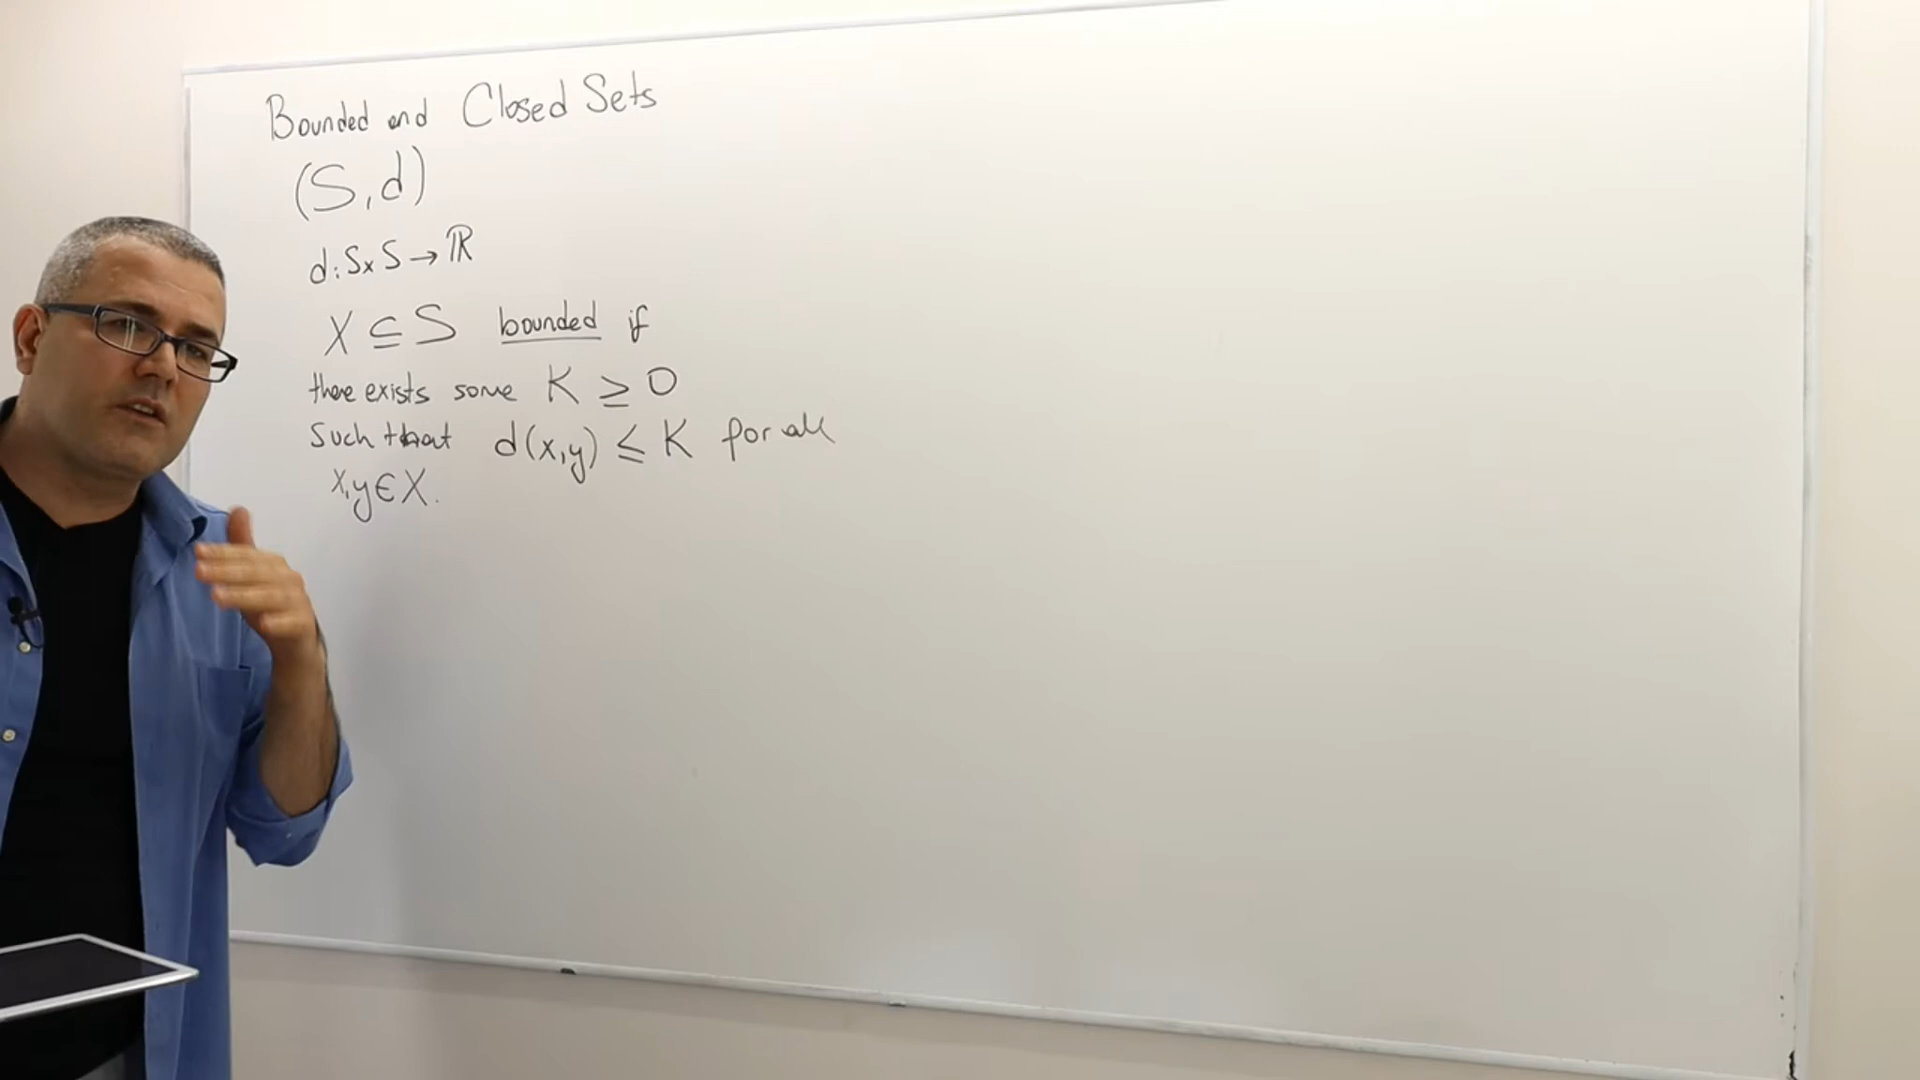 Bounded and Closed Sets
(S,d)
d:S×S→ℝ
X⊆S bounded if
there exists some K ≥ 0
Such that d(x,y) ≤ K for all
x,y∈X.